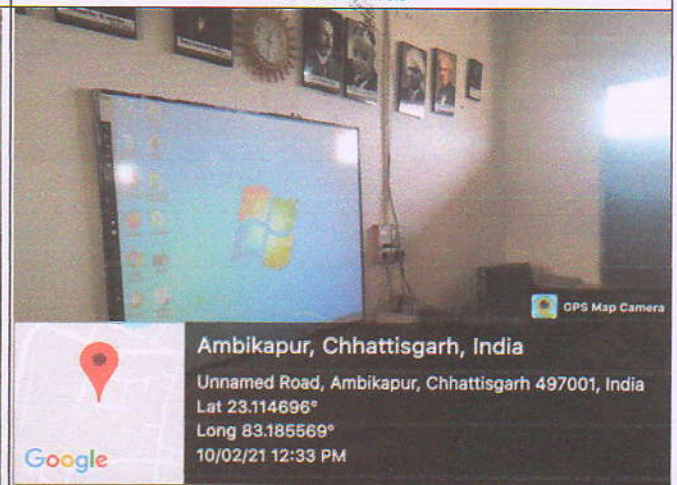 GPS Map Camera
Ambikapur, Chhattisgarh, India
Unnamed Road, Ambikapur, Chhattisgarh 497001, India
Lat 23.114696°
Long 83.185569°
10/02/21 12:33 PM
Google